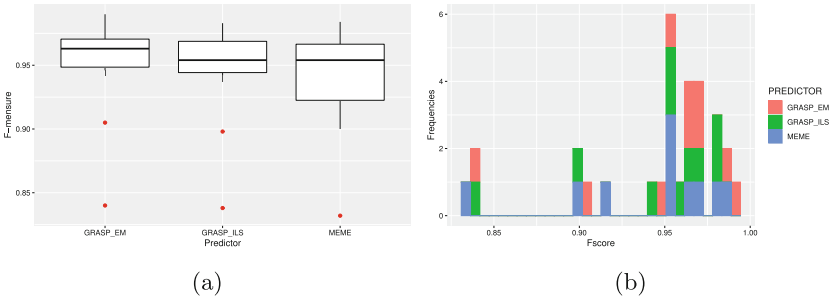 F−mensure
0.95
0.90
0.85
GRASP_EM GRASP_ILS MEME
Predictor
(a)
Frequencies
6
4
2
0
0.85 0.90 0.95 1.00
Fscore
(b)
PREDICTOR
GRASP_EM
GRASP_ILS
MEME